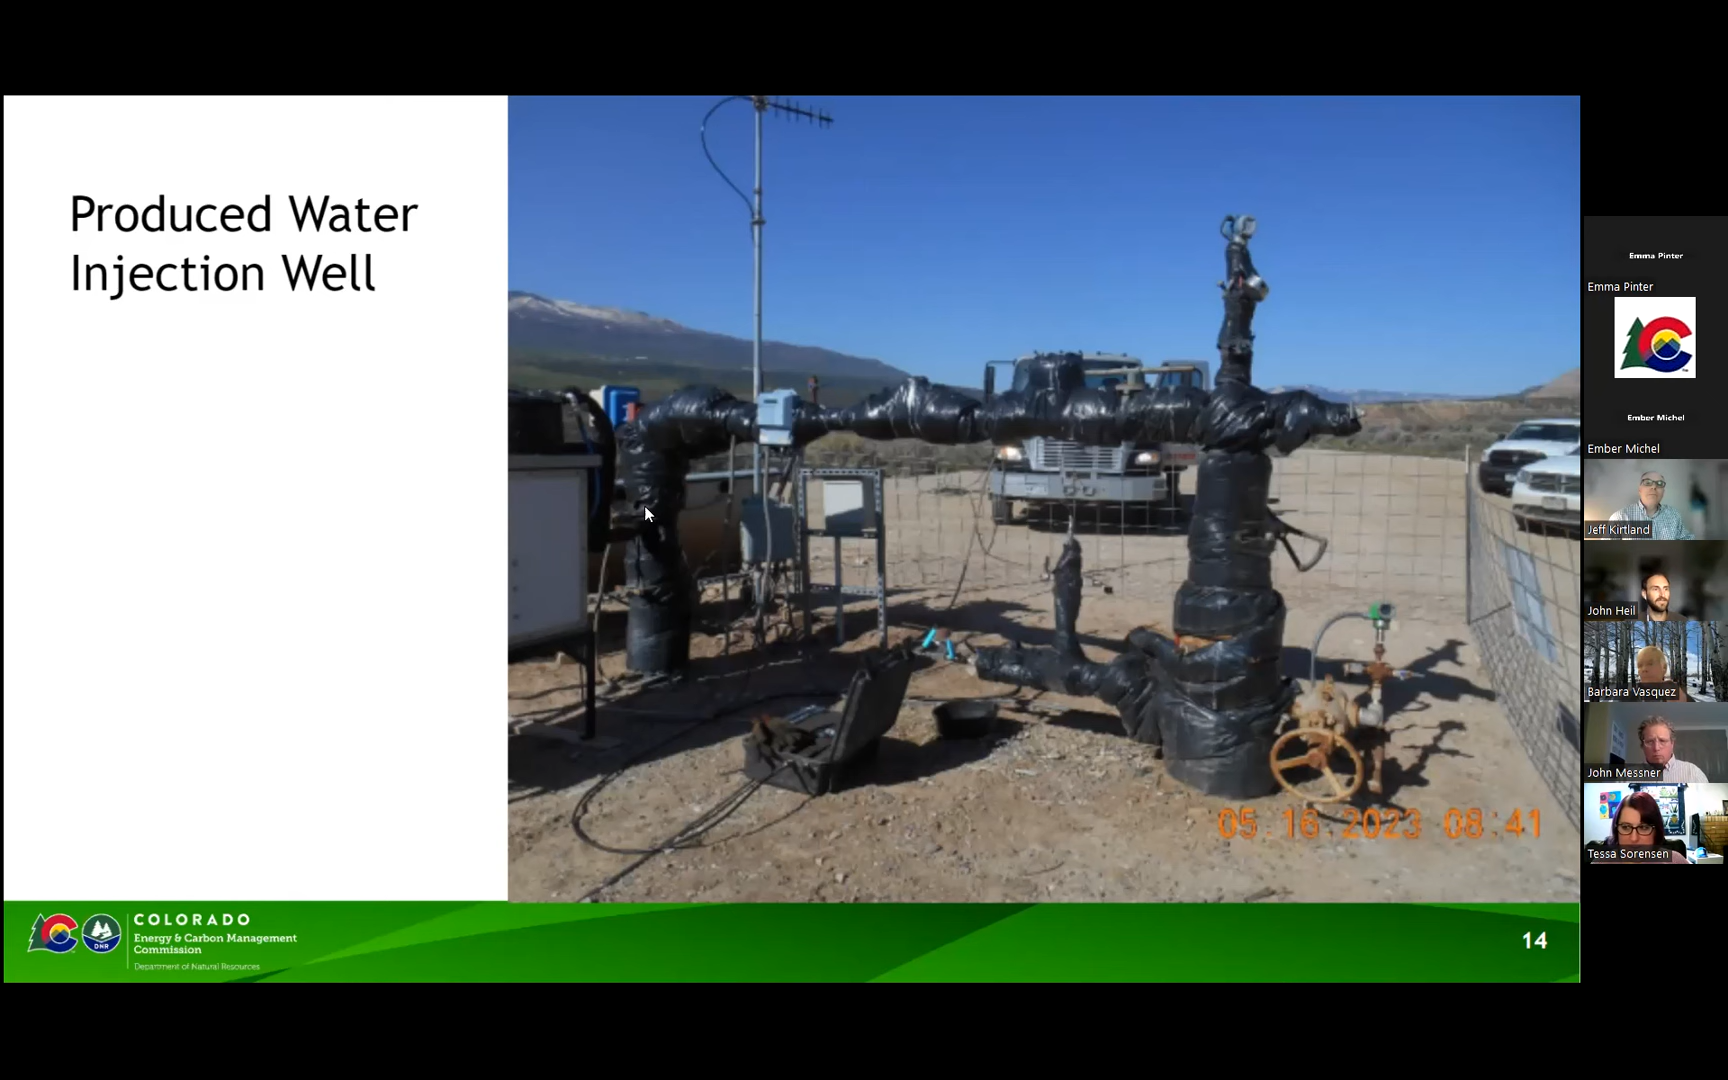 Produced Water
Injection Well
05.16.2023 08:41
COLORADO
Energy & Carbon Management
Commission
Department of Natural Resources
DNR
14
Emma Pinter
Emma Pinter
Ember Michel
Ember Michel
Jeff Kirtland
John Heil
Barbara Vasquez
John Messner
Tessa Sorensen